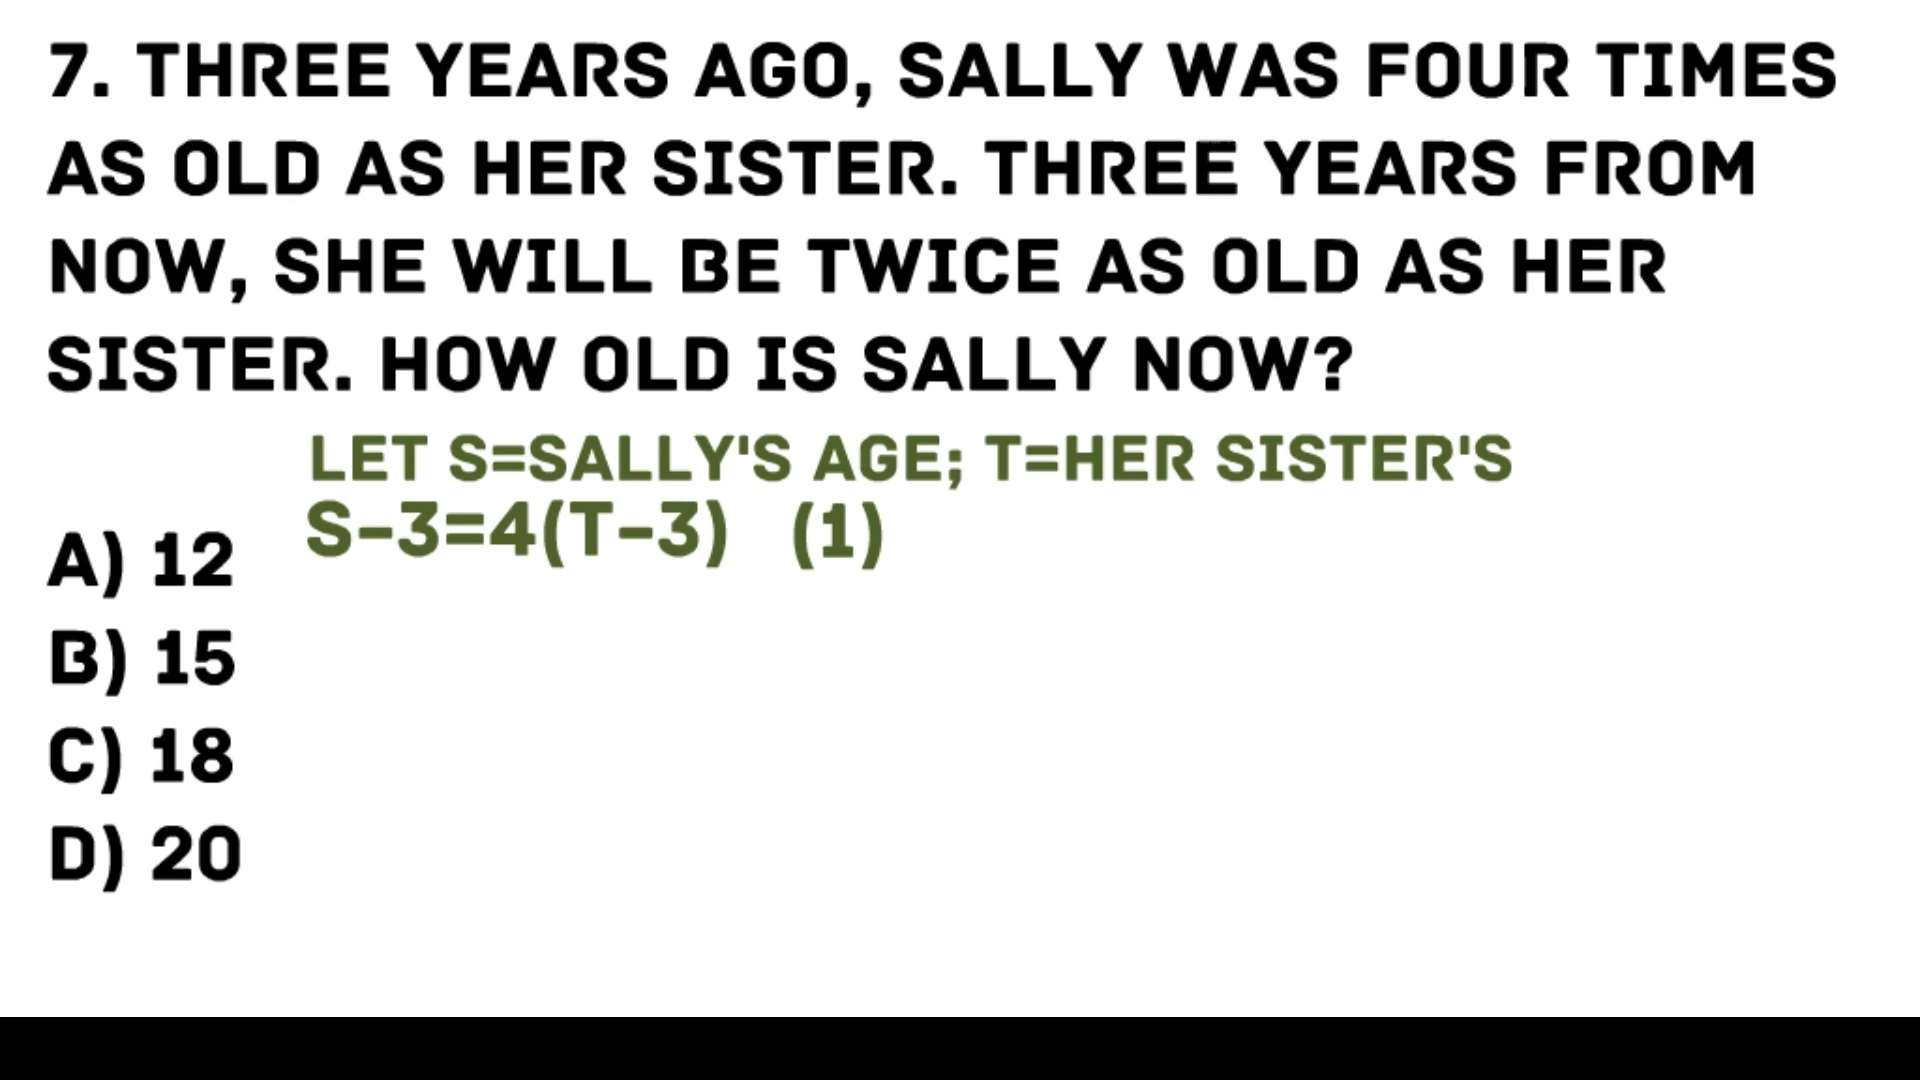 7. THREE YEARS AGO, SALLY WAS FOUR TIMES
AS OLD AS HER SISTER. THREE YEARS FROM
NOW, SHE WILL BE TWICE AS OLD AS HER
SISTER. HOW OLD IS SALLY NOW?
LET S=SALLY'S AGE; T=HER SISTER'S
S-3=4(T-3) (1)
A) 12
B) 15
C) 18
D) 20